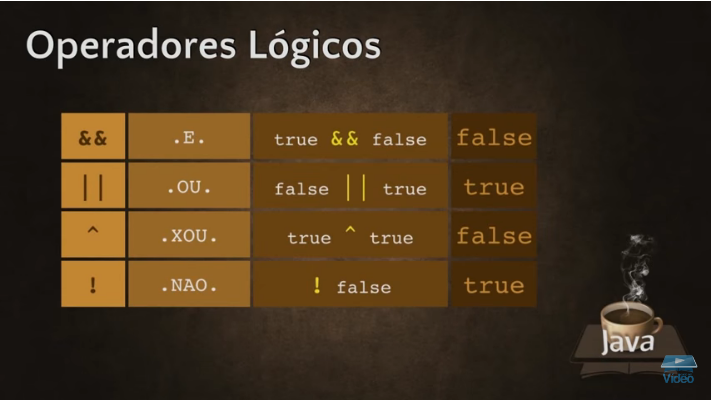 Operadores Lógicos
&& .E. true && false false
|| .OU. false || true true
^ .XOU. true ^ true false
! .NAO. ! false true
Java
Vídeo